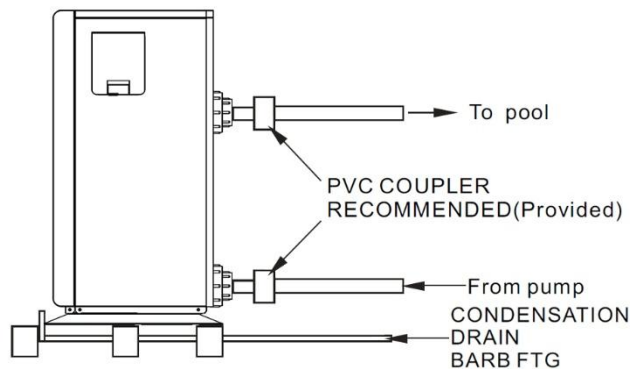 To pool
PVC COUPLER
RECOMMENDED(Provided)
From pump
CONDENSATION
DRAIN
BARB FTG